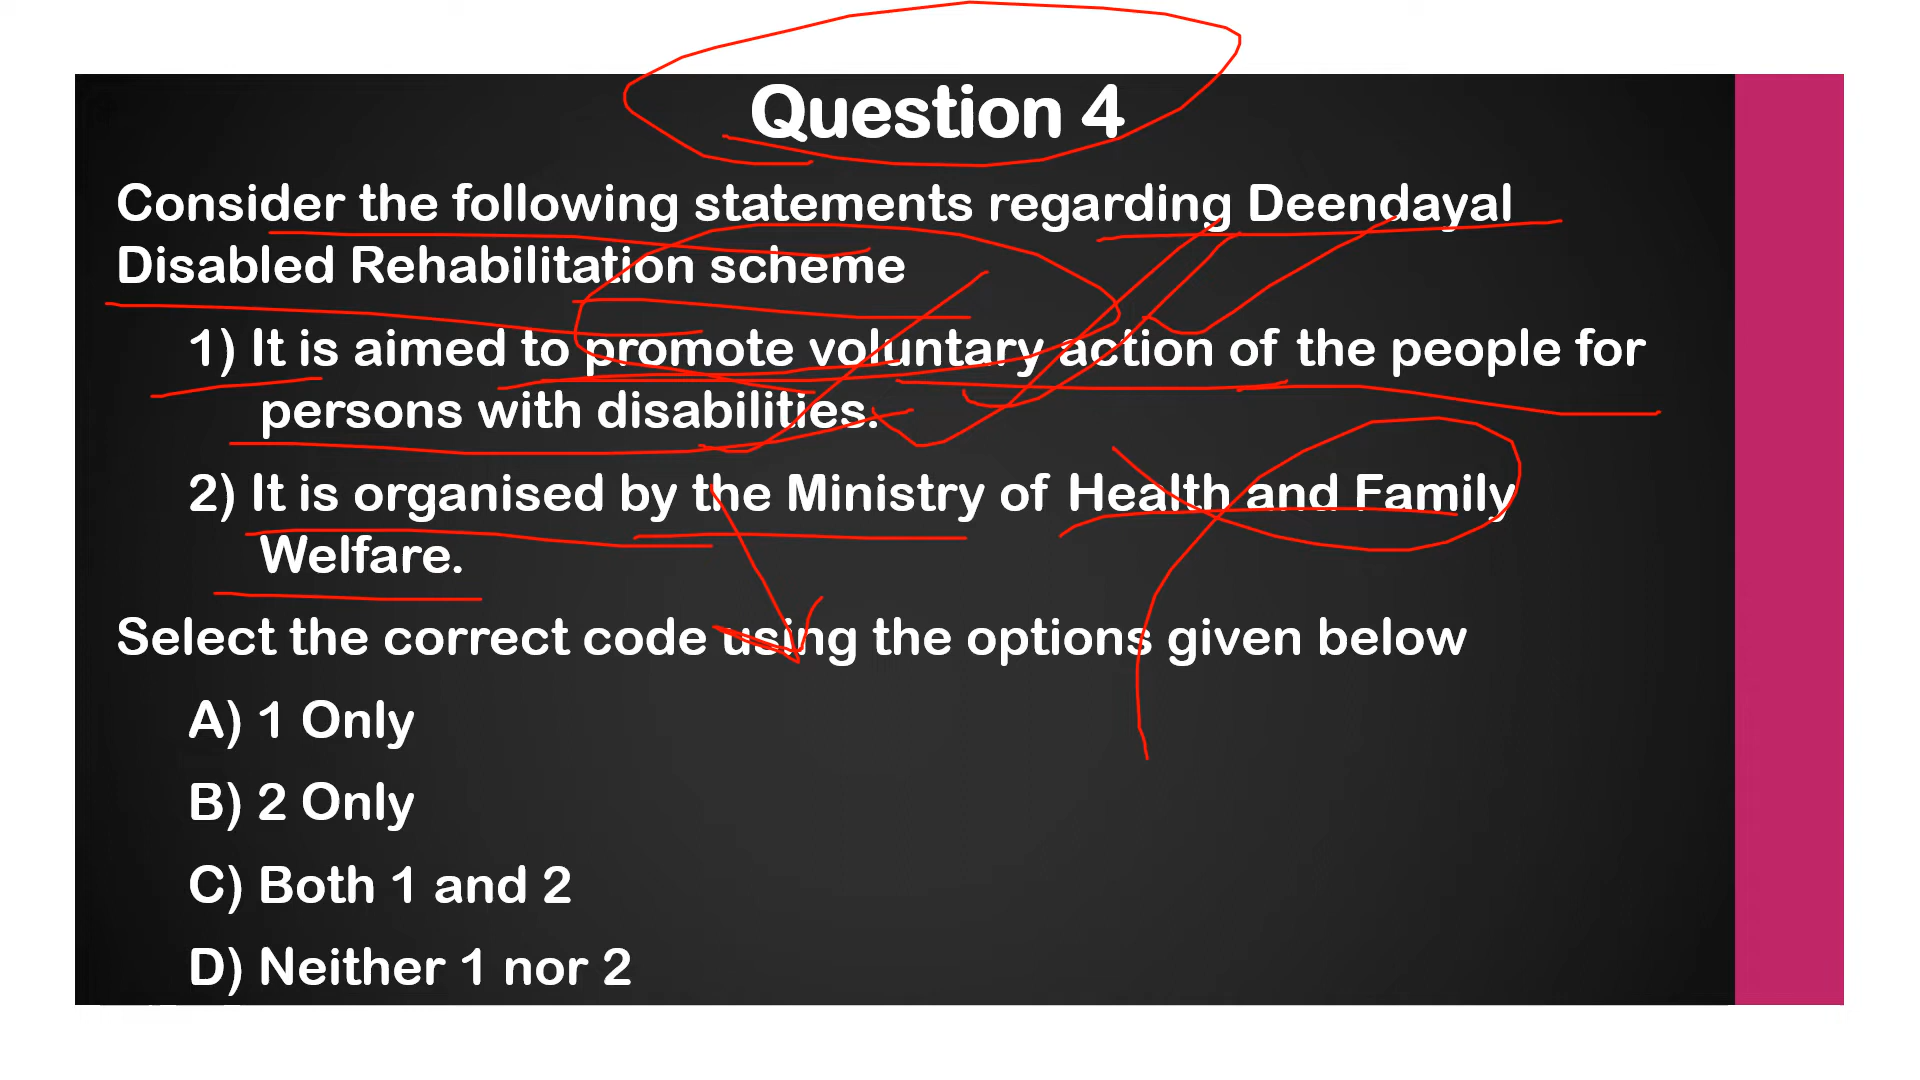 Question 4
Consider the following statements regarding Deendayal
Disabled Rehabilitation scheme
1) It is aimed to promote voluntary action of the people for
persons with disabilities.
2) It is organised by the Ministry of Health and Family
Welfare.
Select the correct code using the options given below
A) 1 Only
B) 2 Only
C) Both 1 and 2
D) Neither 1 nor 2